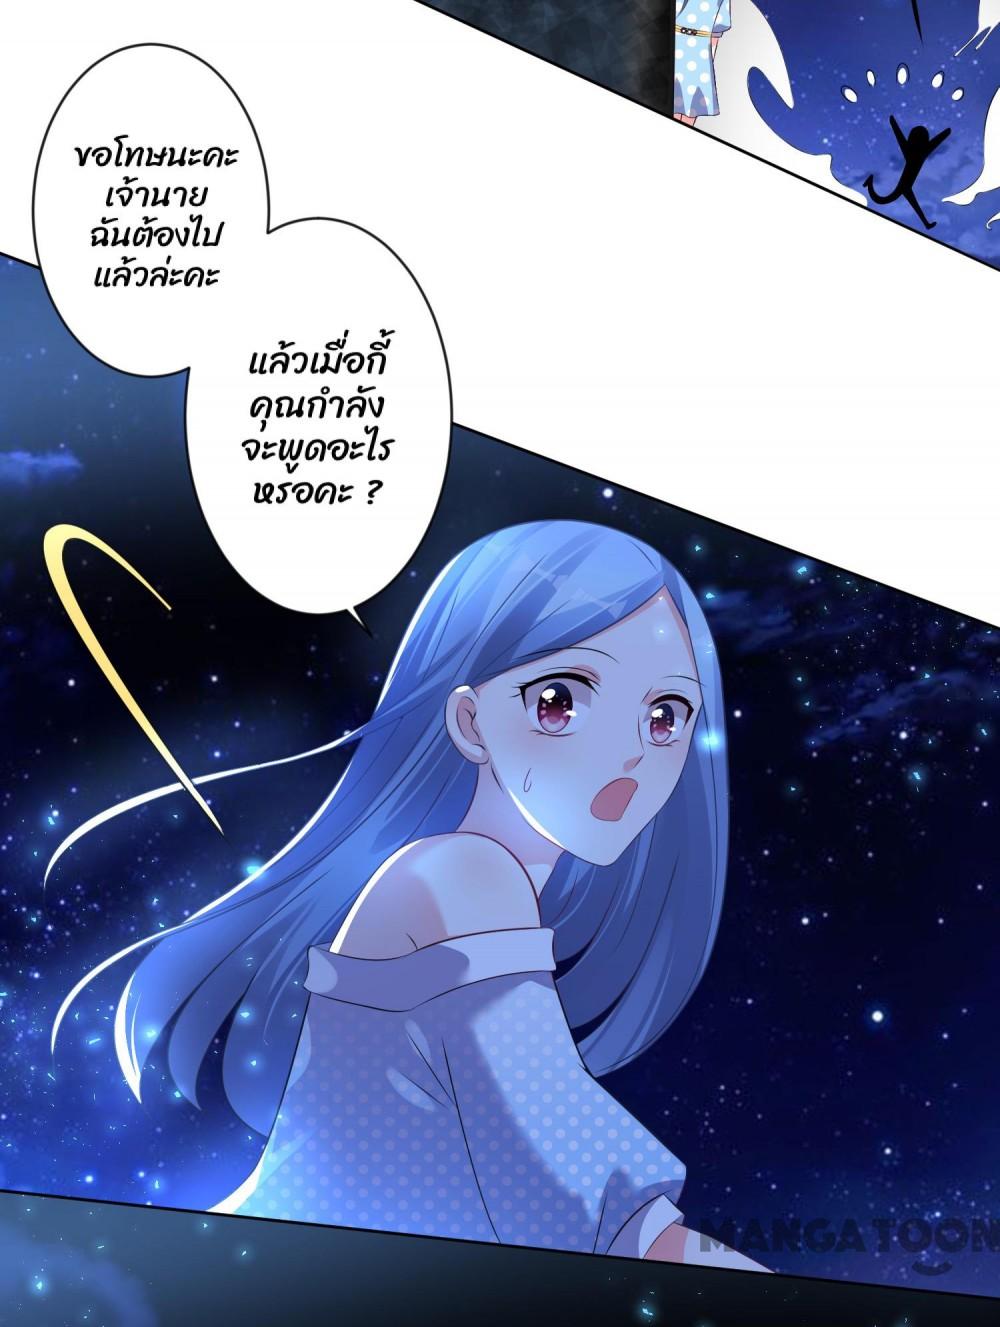 ขอโทษนะคะ
เจ้านาย
ฉันต้องไป
แล้วล่ะคะ
แล้วเมื่อกี้
คุณกำลัง
จะพูดอะไร
หรอคะ ?
MANGATOON